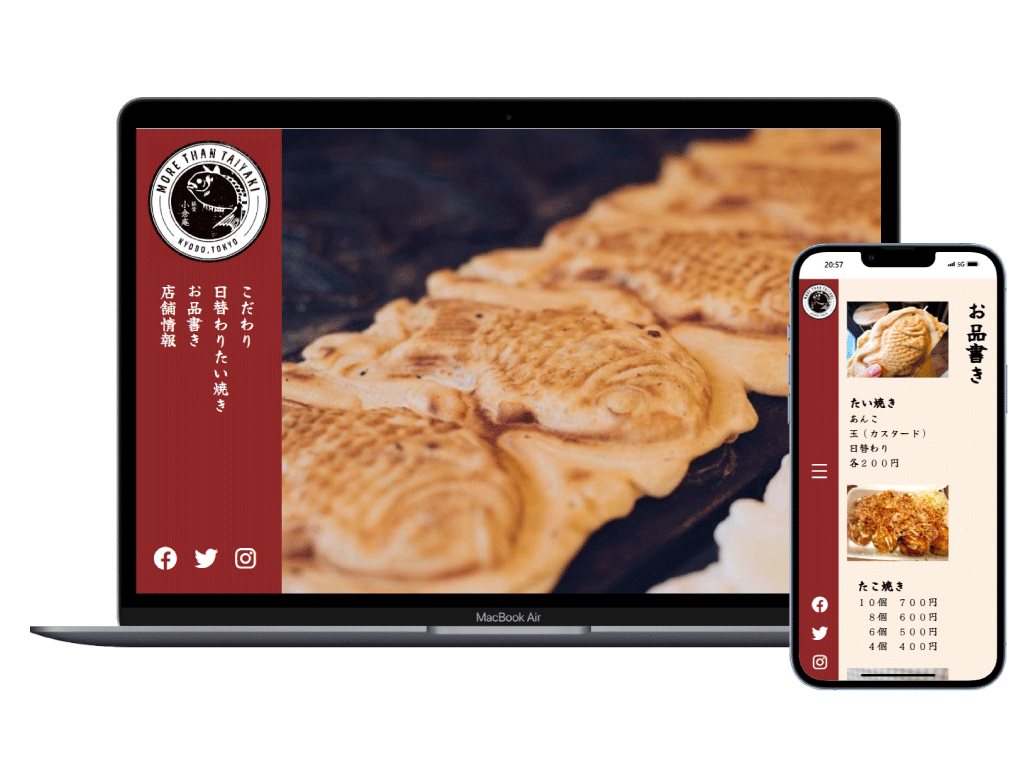 MORE THAN TAIYAKI
小倉庵
KYODO, TOKYO
こだわり
日替わりたい焼き
お品書き
店舗情報
MacBook Air
20:57
5G
MORE THAN TAIYAKI
お品書き
たい焼き
あんこ
玉（カスタード）
日替わり
各２００円
たこ焼き
１０個　７００円
８個　６００円
６個　５００円
４個　４００円